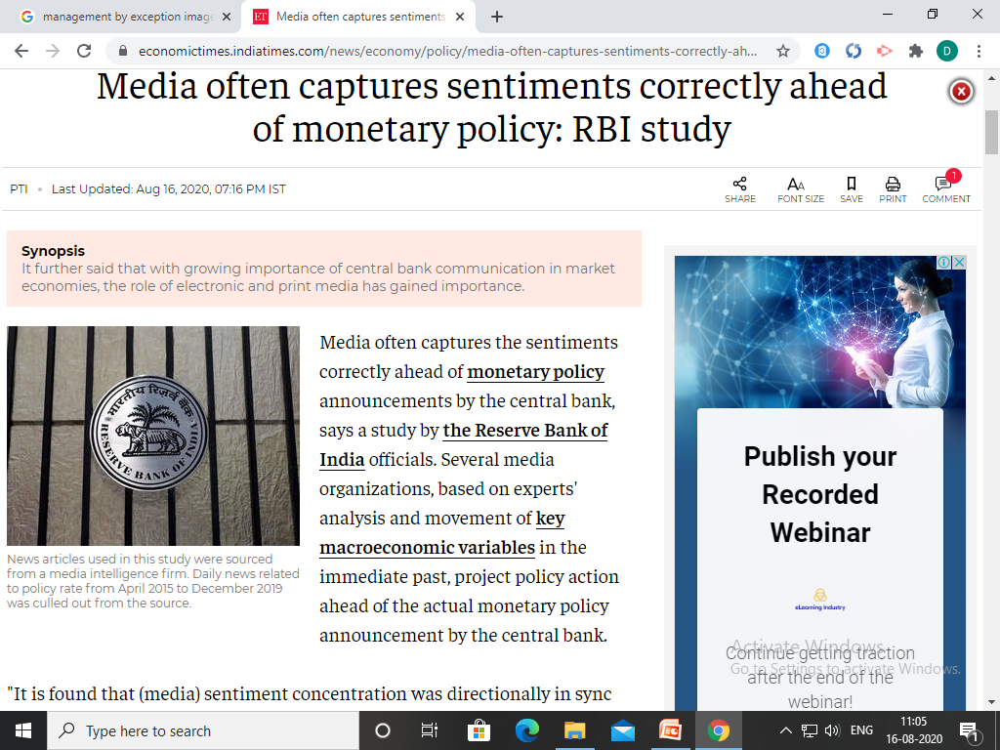 management by exception image
Media often captures sentiments
economictimes.indiatimes.com/news/economy/policy/media-often-captures-sentiments-correctly-ah...
D
Media often captures sentiments correctly ahead
of monetary policy: RBI study
PTI • Last Updated: Aug 16, 2020, 07:16 PM IST
SHARE
FONT SIZE
SAVE
PRINT
1
COMMENT
Synopsis
It further said that with growing importance of central bank communication in market
economies, the role of electronic and print media has gained importance.
भारतीय रिज़र्व बैंक
RESERVE BANK OF INDIA
News articles used in this study were sourced
from a media intelligence firm. Daily news related
to policy rate from April 2015 to December 2019
was culled out from the source.
Media often captures the sentiments
correctly ahead of monetary policy
announcements by the central bank,
says a study by the Reserve Bank of
India officials. Several media
organizations, based on experts'
analysis and movement of key
macroeconomic variables in the
immediate past, project policy action
ahead of the actual monetary policy
announcement by the central bank.
"It is found that (media) sentiment concentration was directionally in sync
Publish your
Recorded
Webinar
eLearning Industry
Continue getting traction
after the end of the
webinar!
Activate Windows
Go to Settings to activate Windows.
Type here to search
ENG
11:05
16-08-2020
1